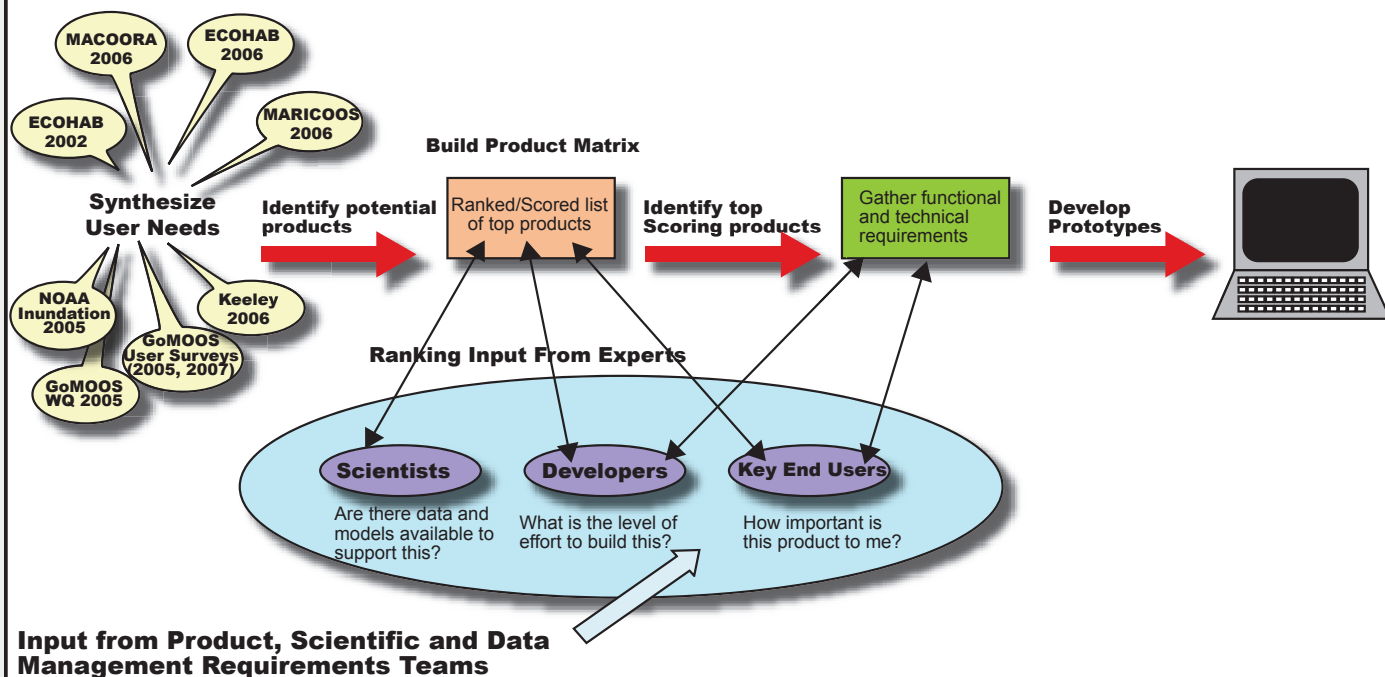 MACOORA
2006
ECOHAB
2006
ECOHAB
2002
MARICOOS
2006
Synthesize
User Needs
NOAA
Inundation
2005
GoMOOS
WQ 2005
GoMOOS
User Surveys
(2005, 2007)
Keeley
2006
Identify potential
products
Build Product Matrix
Ranked/Scored list
of top products
Identify top
Scoring products
Gather functional
and technical
requirements
Develop
Prototypes
Ranking Input From Experts
Scientists
Are there data and
models available to
support this?
Developers
What is the level of
effort to build this?
Key End Users
How important is
this product to me?
Input from Product, Scientific and Data
Management Requirements Teams